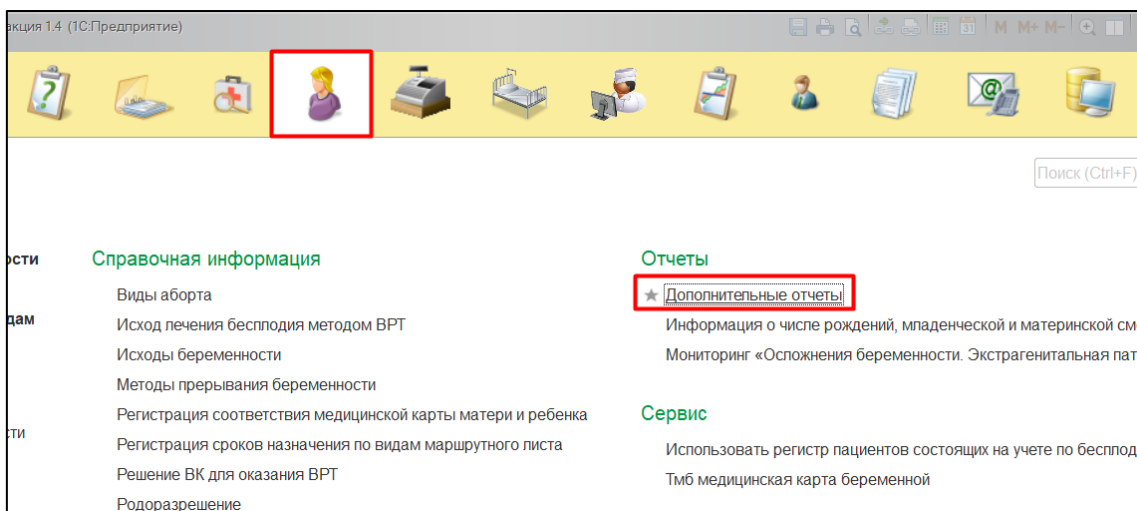 акция 1.4 (1С:Предприятие)
31 M M+ M-
Поиск (Ctrl+F)
ости
дам
сти
Справочная информация
Виды аборта
Исход лечения бесплодия методом ВРТ
Исходы беременности
Методы прерывания беременности
Регистрация соответствия медицинской карты матери и ребенка
Регистрация сроков назначения по видам маршрутного листа
Решение ВК для оказания ВРТ
Родоразрешение
Отчеты
Дополнительные отчеты
Информация о числе рождений, младенческой и материнской см
Мониторинг «Осложнения беременности. Экстрагенитальная пат
Сервис
Использовать регистр пациентов состоящих на учете по бесплод
Тмб медицинская карта беременной